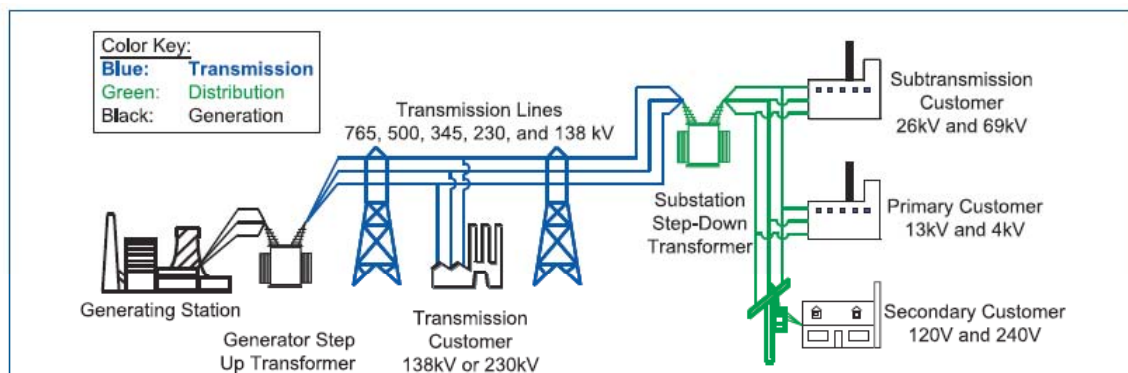 Color Key:
Blue: Transmission
Green: Distribution
Black: Generation
Transmission Lines
765, 500, 345, 230, and 138 kV
Subtransmission
Customer
26kV and 69kV
Substation
Step-Down
Transformer
Primary Customer
13kV and 4kV
Generating Station
Generator Step
Up Transformer
Transmission
Customer
138kV or 230kV
Secondary Customer
120V and 240V